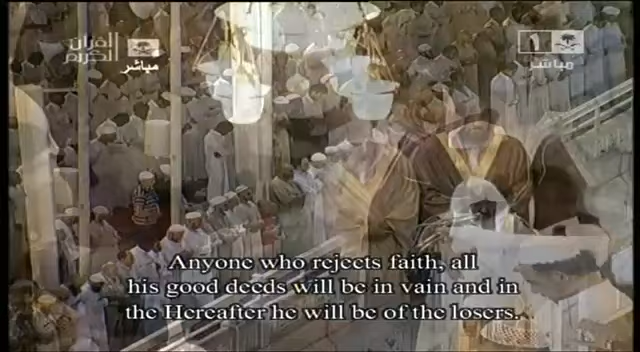 القرآن
الكريم
مباشر
1
مباشر
Anyone who rejects faith, all
his good deeds will be in vain and in
the Hereafter he will be of the losers.